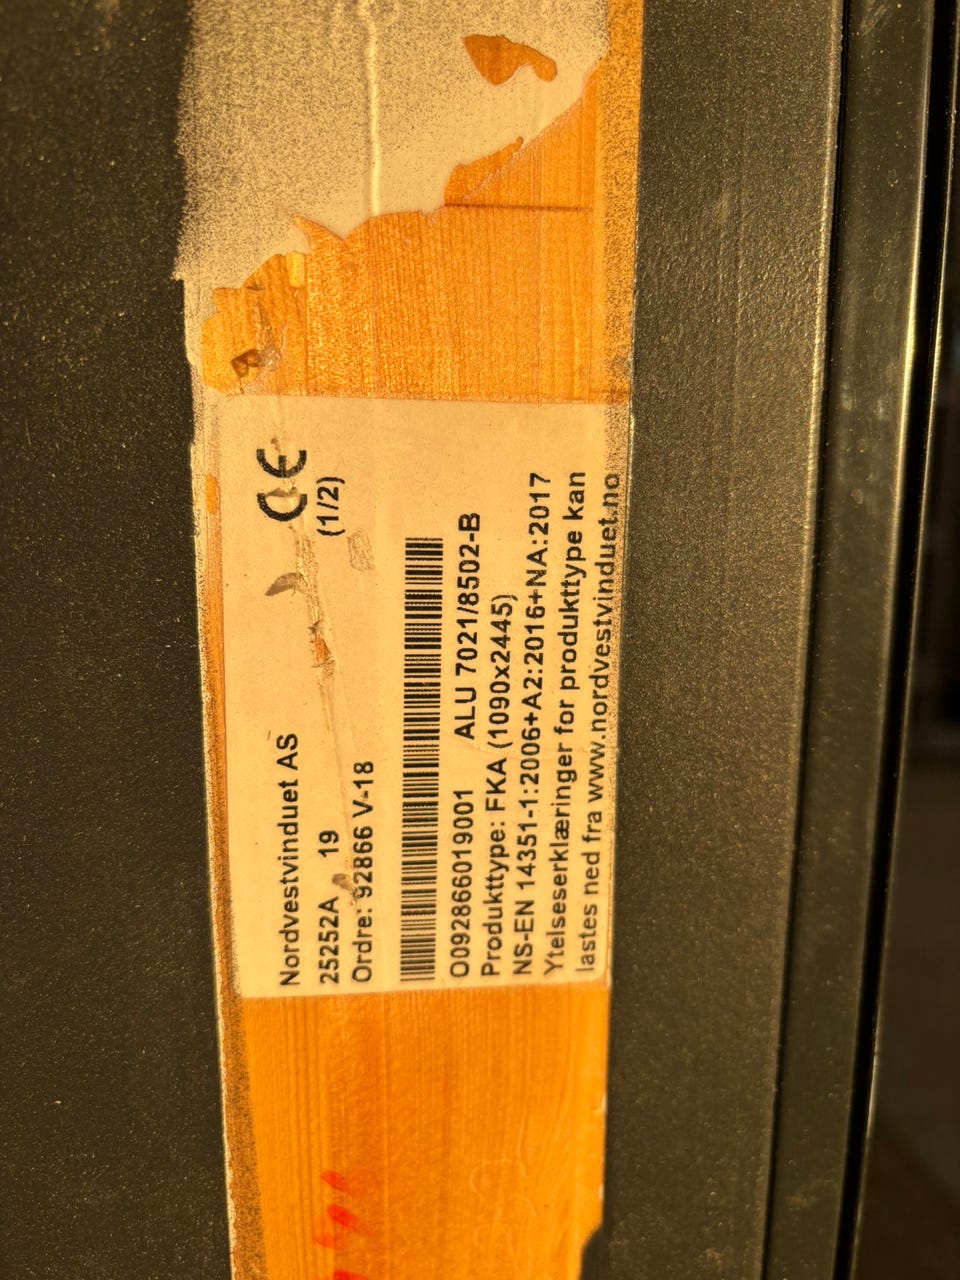 Nordvestvinduet AS
CE
25252A 19
(1/2)
Ordre: 92866 V-18
O092866019001 ALU 7021/8502-B
Produkttype: FKA (1090x2445)
NS-EN 14351-1:2006+A2:2016+NA:2017
Ytelseserklæringer for produkttype kan
lastes ned fra www.nordvestvinduet.no